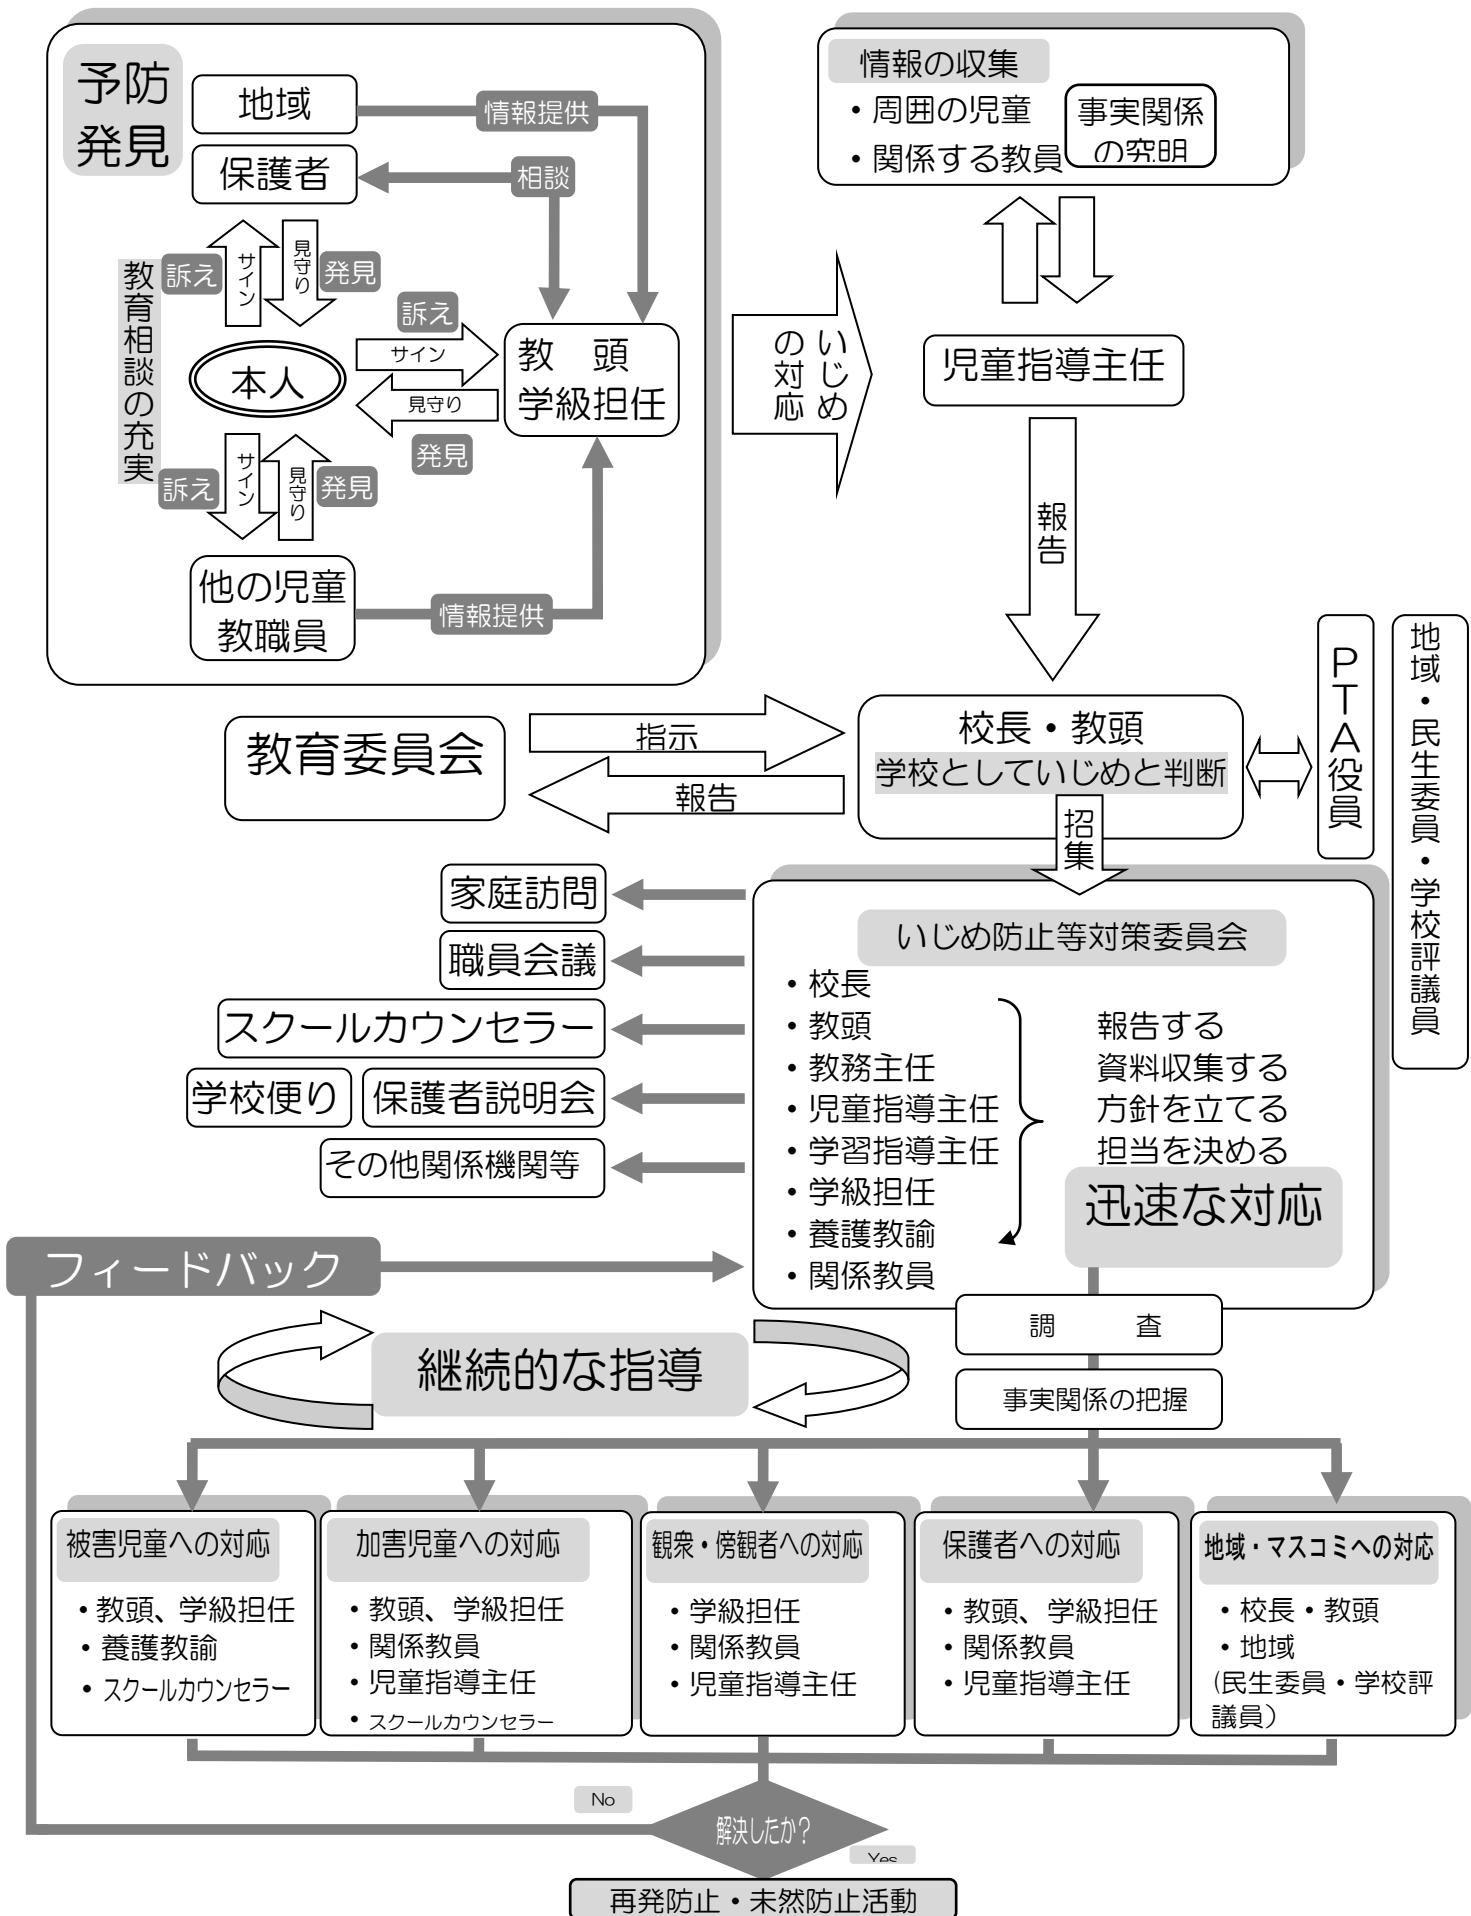 予防
発見
地域
情報提供
保護者
相談
教育相談の充実
訴え
サイン
見守り
発見
本人
訴え
サイン
見守り
発見
教　頭
学級担任
訴え
サイン
見守り
発見
他の児童
教職員
情報提供
いじめ
の対応
情報の収集
・周囲の児童
・関係する教員
事実関係
の究明
児童指導主任
報告
教育委員会
指示
報告
校長・教頭
学校としていじめと判断
招集
ＰＴＡ役員
地域・民生委員・学校評議員
家庭訪問
職員会議
スクールカウンセラー
学校便り
保護者説明会
その他関係機関等
いじめ防止等対策委員会
・校長
・教頭
・教務主任
・児童指導主任
・学習指導主任
・学級担任
・養護教諭
・関係教員
報告する
資料収集する
方針を立てる
担当を決める
迅速な対応
フィードバック
継続的な指導
調　査
事実関係の把握
被害児童への対応
・教頭、学級担任
・養護教諭
・スクールカウンセラー
加害児童への対応
・教頭、学級担任
・関係教員
・児童指導主任
・スクールカウンセラー
観衆・傍観者への対応
・学級担任
・関係教員
・児童指導主任
保護者への対応
・教頭、学級担任
・関係教員
・児童指導主任
地域・マスコミへの対応
・校長・教頭
・地域
(民生委員・学校評
議員）
No
解決したか？
Yes
再発防止・未然防止活動